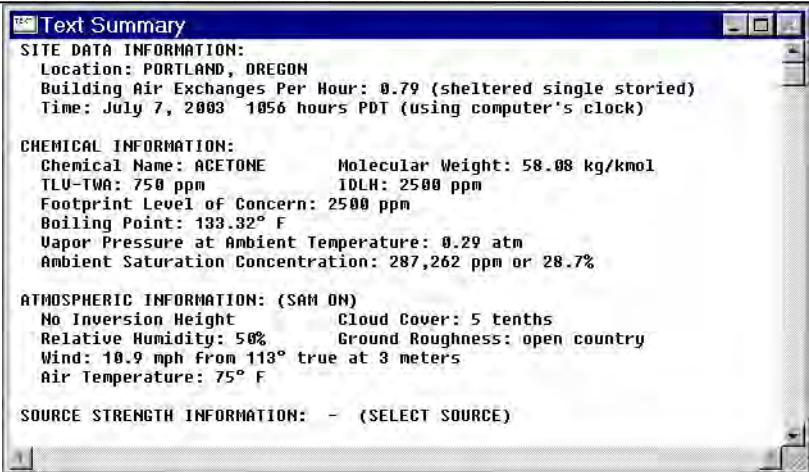 TEXT Text Summary
SITE DATA INFORMATION:
Location: PORTLAND, OREGON
Building Air Exchanges Per Hour: 0.79 (sheltered single storied)
Time: July 7, 2003 1056 hours PDT (using computer's clock)
CHEMICAL INFORMATION:
Chemical Name: ACETONE Molecular Weight: 58.08 kg/kmol
TLV-TWA: 750 ppm IDLH: 2500 ppm
Footprint Level of Concern: 2500 ppm
Boiling Point: 133.32° F
Vapor Pressure at Ambient Temperature: 0.29 atm
Ambient Saturation Concentration: 287,262 ppm or 28.7%
ATMOSPHERIC INFORMATION: (SAM ON)
No Inversion Height Cloud Cover: 5 tenths
Relative Humidity: 50% Ground Roughness: open country
Wind: 10.9 mph from 113° true at 3 meters
Air Temperature: 75° F
SOURCE STRENGTH INFORMATION: - (SELECT SOURCE)